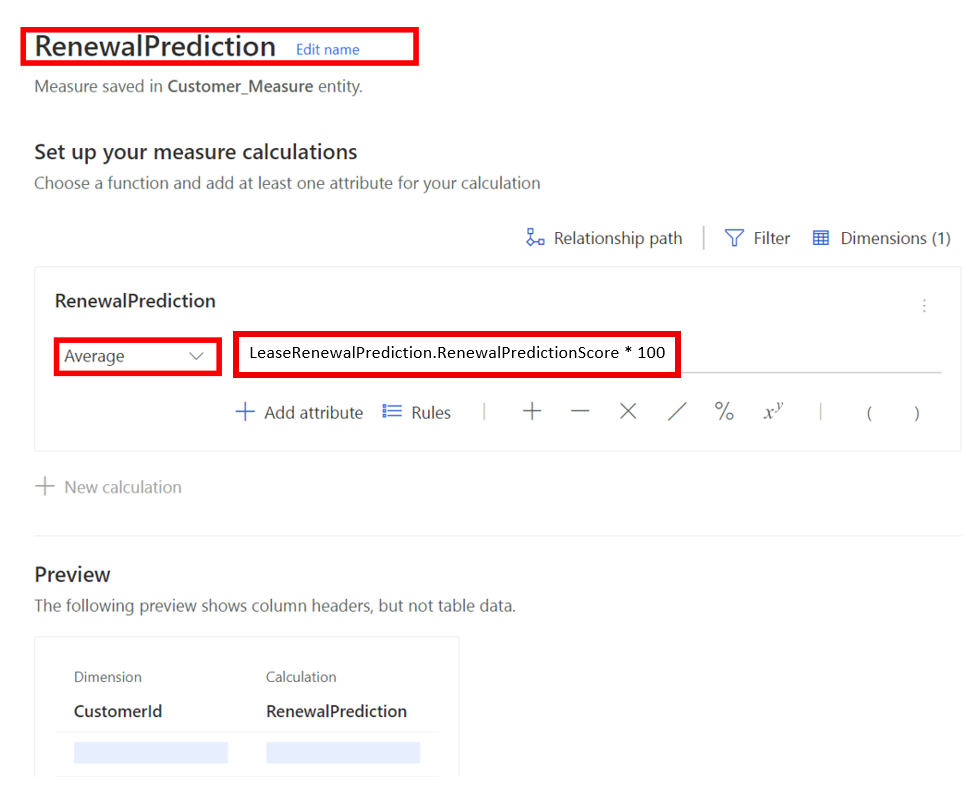 RenewalPrediction Edit name
Measure saved in Customer_Measure entity.
Set up your measure calculations
Choose a function and add at least one attribute for your calculation
Relationship path Filter Dimensions (1)
RenewalPrediction
Average LeaseRenewalPrediction.RenewalPredictionScore * 100
+ Add attribute Rules | + − × / % xʸ | ( )
+ New calculation
Preview
The following preview shows column headers, but not table data.
Dimension Calculation
CustomerId RenewalPrediction